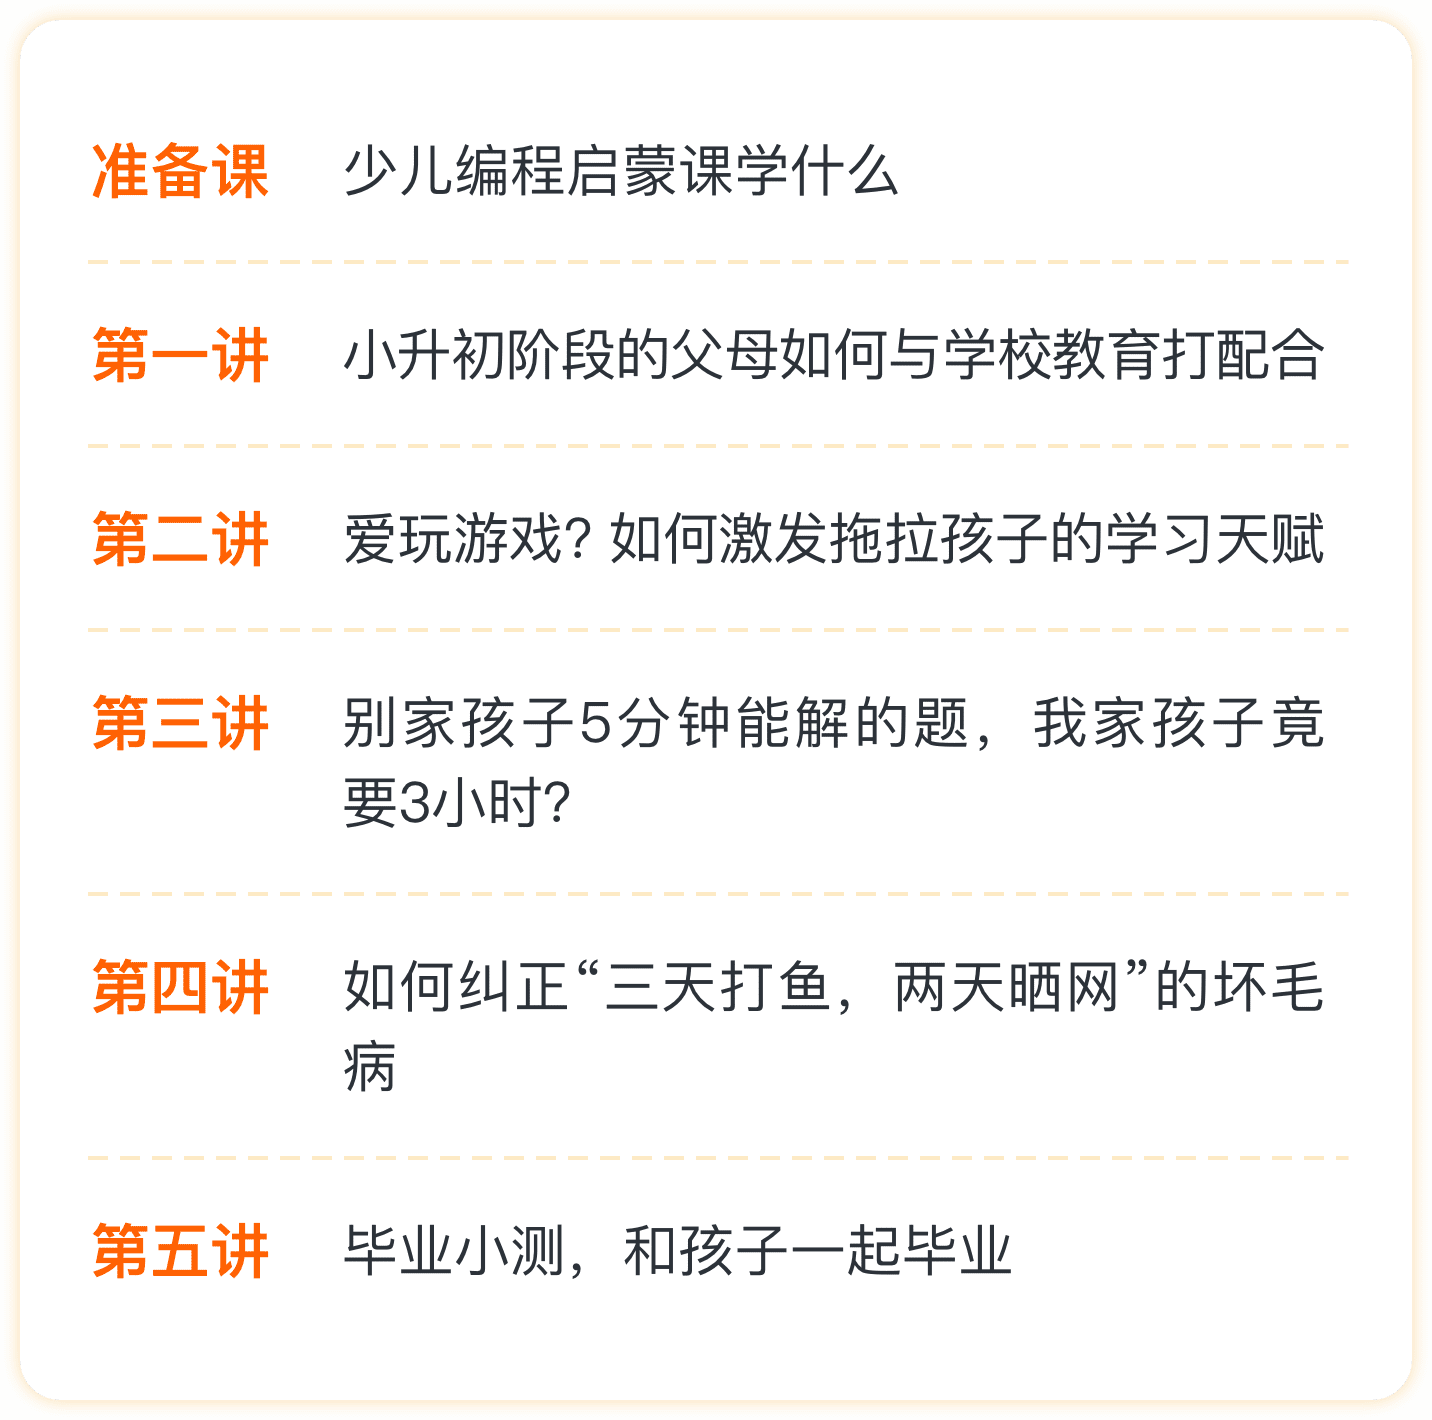 准备课 少儿编程启蒙课学什么
第一讲 小升初阶段的父母如何与学校教育打配合
第二讲 爱玩游戏? 如何激发拖拉孩子的学习天赋
第三讲 别家孩子5分钟能解的题，我家孩子竟
要3小时?
第四讲 如何纠正“三天打鱼，两天晒网”的坏毛
病
第五讲 毕业小测，和孩子一起毕业